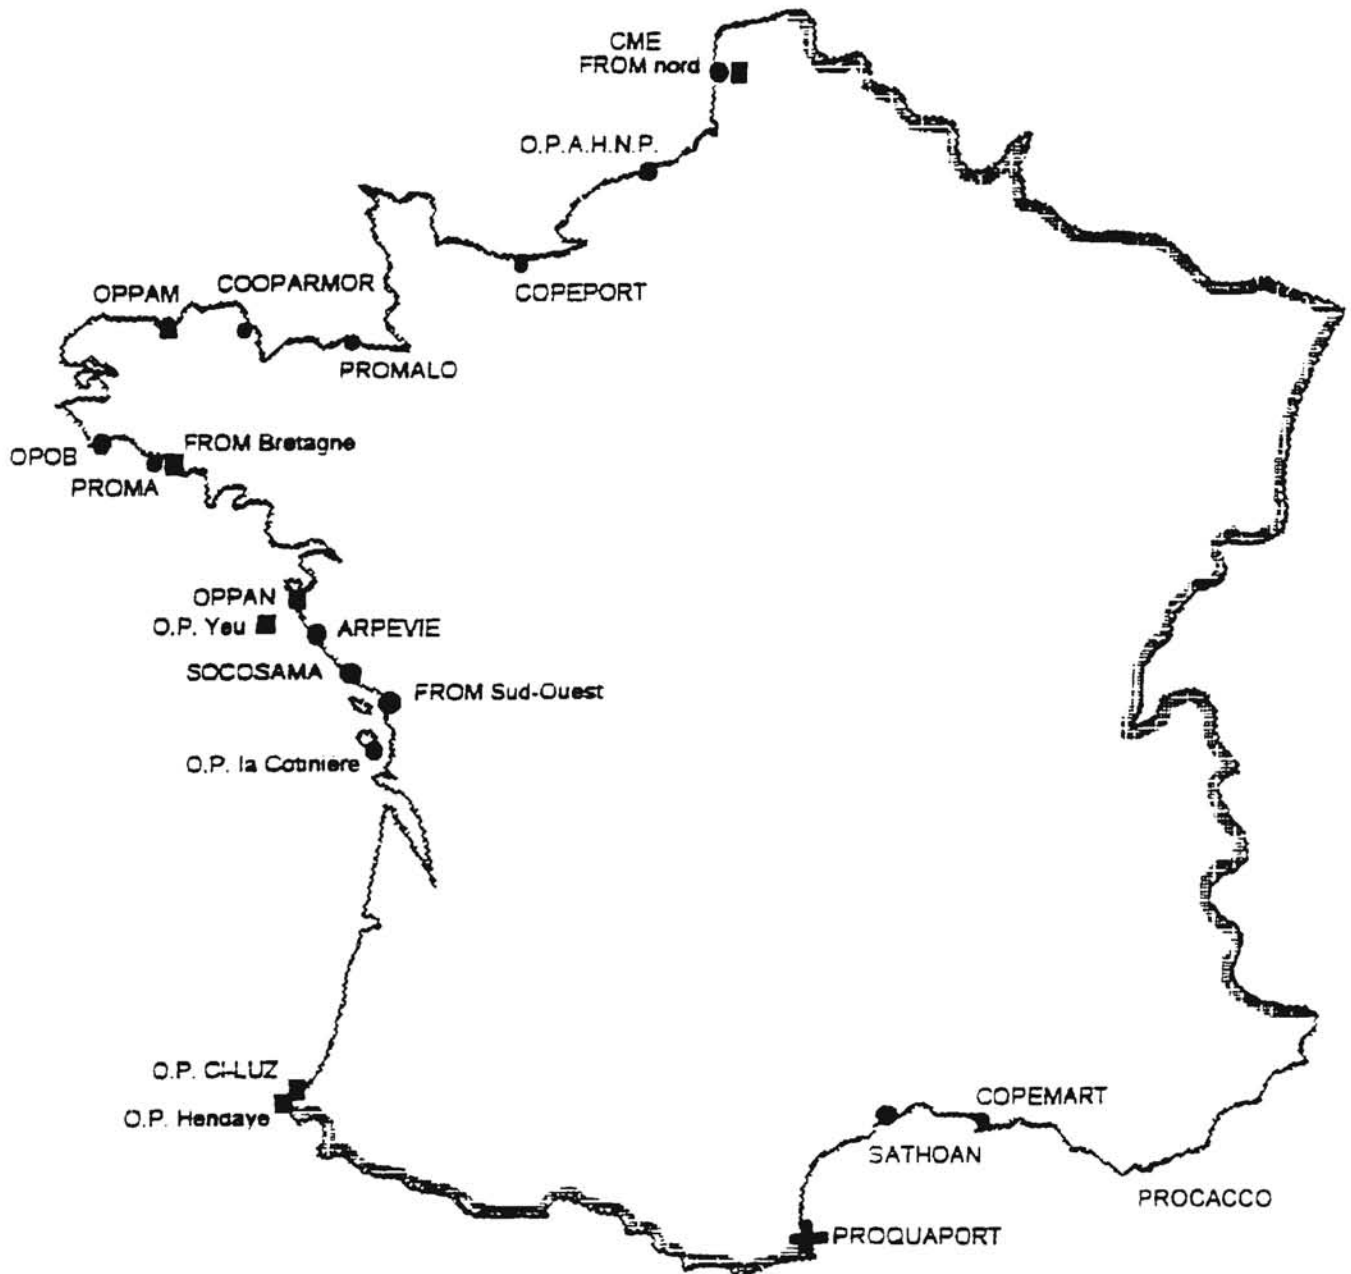 CME
FROM nord
O.P.A.H.N.P.
COOPARMOR
OPPAM
COPEPORT
PROMALO
FROM Bretagne
OPOB
PROMA
OPPAN
O.P. Yeu
ARPEVIE
SOCOSAMA
FROM Sud-Ouest
O.P. la Cotinière
O.P. CI-LUZ
O.P. Hendaye
COPEMART
SATHOAN
PROCACCO
PROQUAPORT